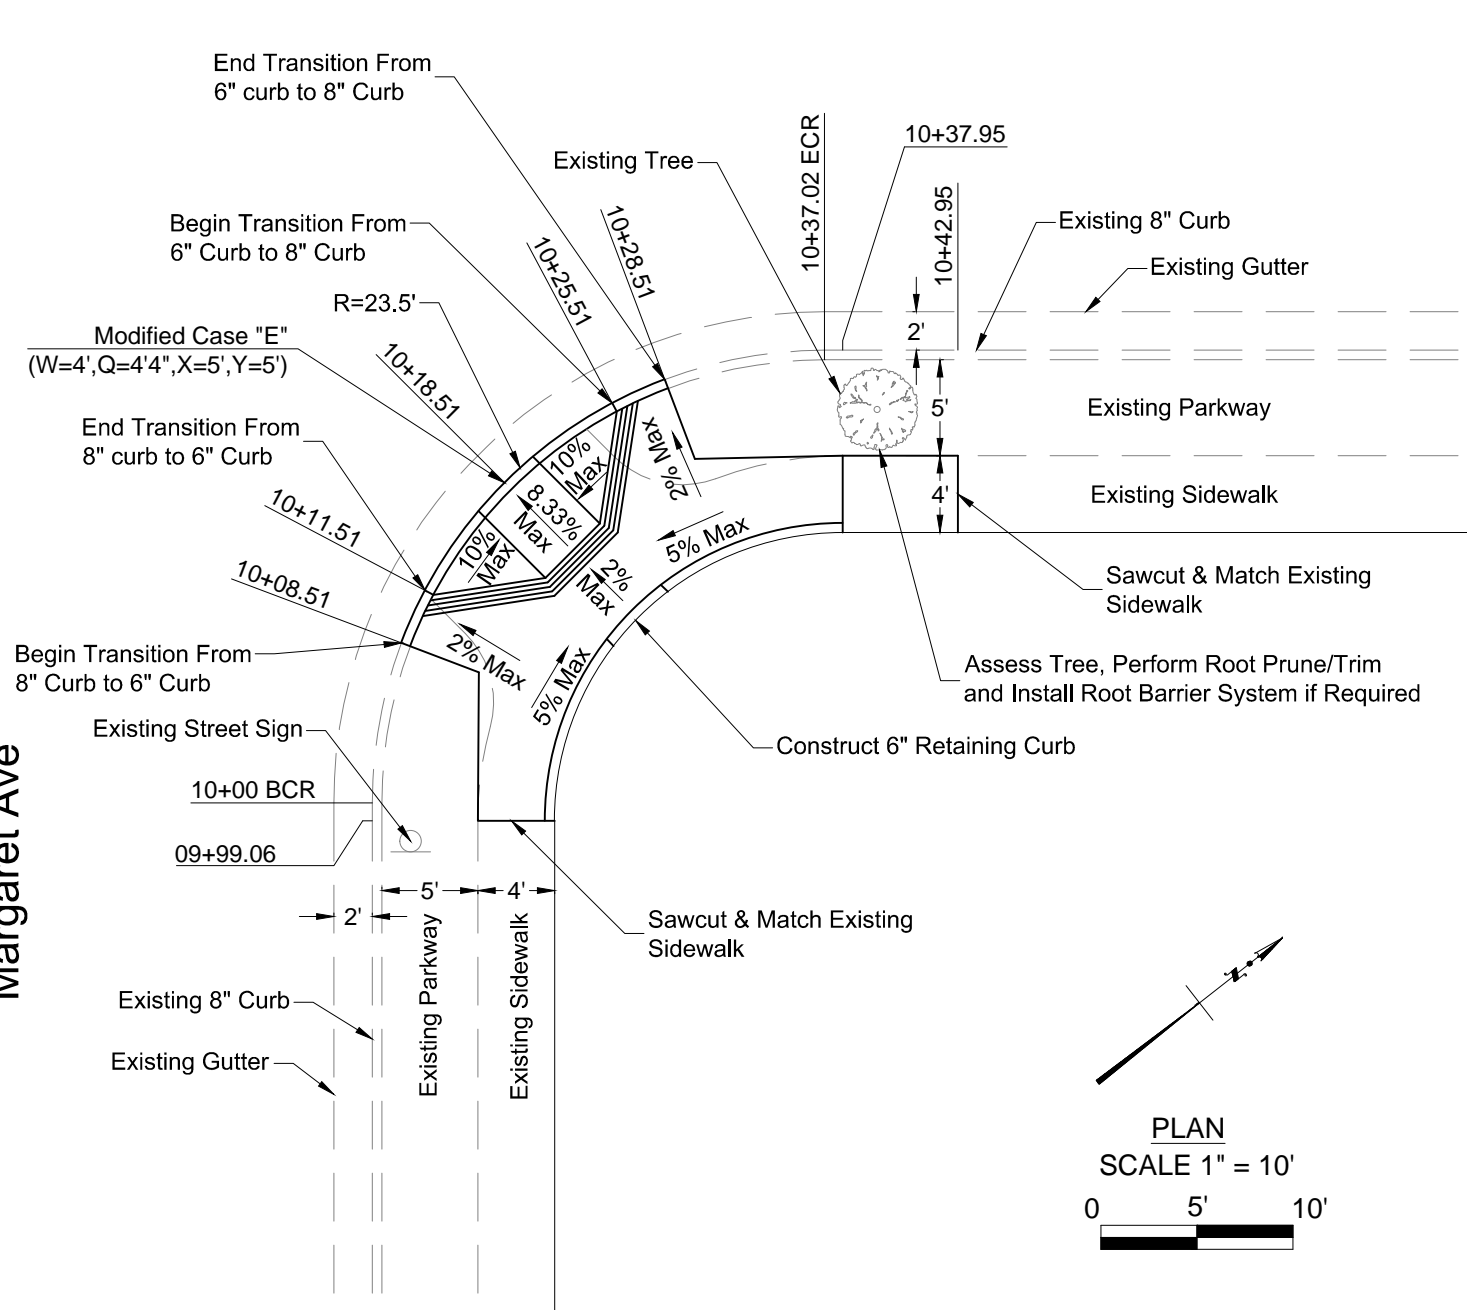 End Transition From
6" curb to 8" Curb
10+37.02 ECR
10+37.95
Existing Tree
10+42.95
Begin Transition From
6" Curb to 8" Curb
10+28.51
10+25.51
Existing 8" Curb
Existing Gutter
R=23.5'
2'
Modified Case "E"
(W=4',Q=4'4",X=5',Y=5')
10+18.51
5'
Existing Parkway
End Transition From
8" curb to 6" Curb
10%
Max
2% Max
8.33%
Max
4'
Existing Sidewalk
10+11.51
10%
Max
5% Max
10+08.51
2%
Max
Sawcut & Match Existing
Sidewalk
Begin Transition From
8" Curb to 6" Curb
2% Max
5% Max
Assess Tree, Perform Root Prune/Trim
and Install Root Barrier System if Required
Existing Street Sign
Construct 6" Retaining Curb
10+00 BCR
09+99.06
Margaret Ave
5'
4'
2'
Sawcut & Match Existing
Sidewalk
Existing Parkway
Existing Sidewalk
Existing 8" Curb
Existing Gutter
N
PLAN
SCALE 1" = 10'
0 5' 10'